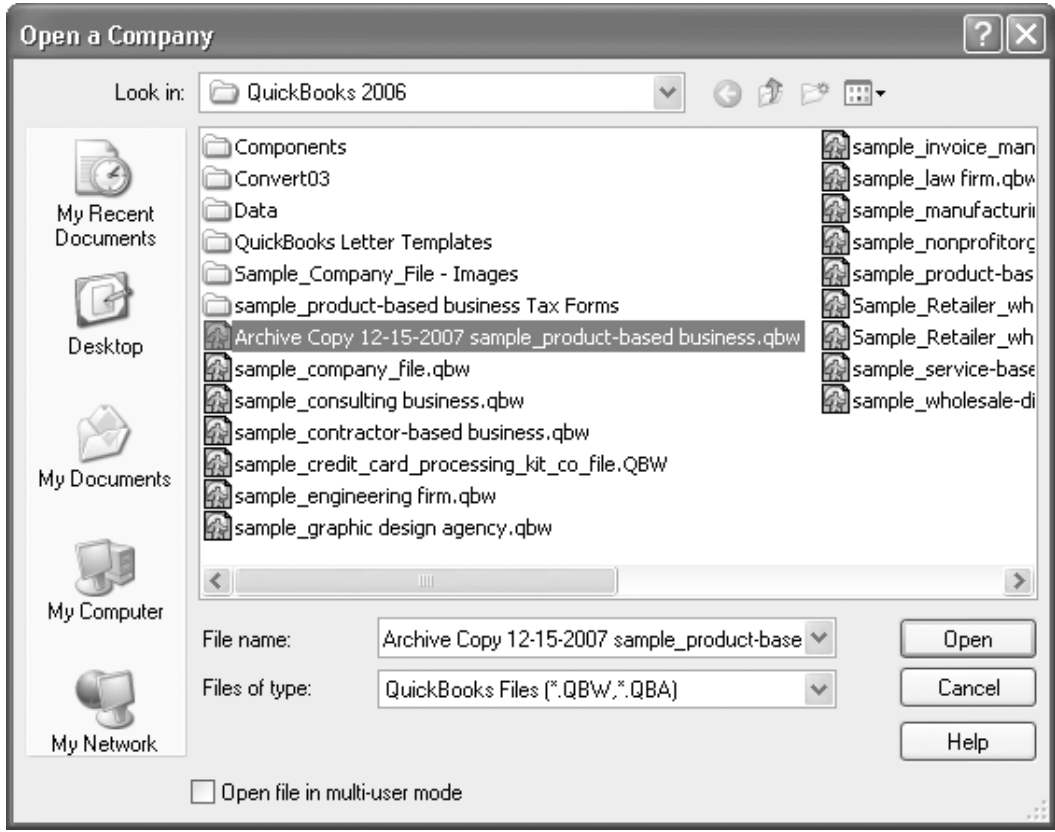 Open a Company
Look in: QuickBooks 2006
My Recent
Documents
Desktop
My Documents
My Computer
My Network
Components
Convert03
Data
QuickBooks Letter Templates
Sample_Company_File - Images
sample_product-based business Tax Forms
Archive Copy 12-15-2007 sample_product-based business.qbw
sample_company_file.qbw
sample_consulting business.qbw
sample_contractor-based business.qbw
sample_credit_card_processing_kit_co_file.QBW
sample_engineering firm.qbw
sample_graphic design agency.qbw
sample_invoice_man
sample_law firm.qbw
sample_manufacturin
sample_nonprofitorg
sample_product-bas
Sample_Retailer_wh
Sample_Retailer_wh
sample_service-base
sample_wholesale-di
File name: Archive Copy 12-15-2007 sample_product-base
Open
Files of type: QuickBooks Files (*.QBW,*.QBA)
Cancel
Help
Open file in multi-user mode